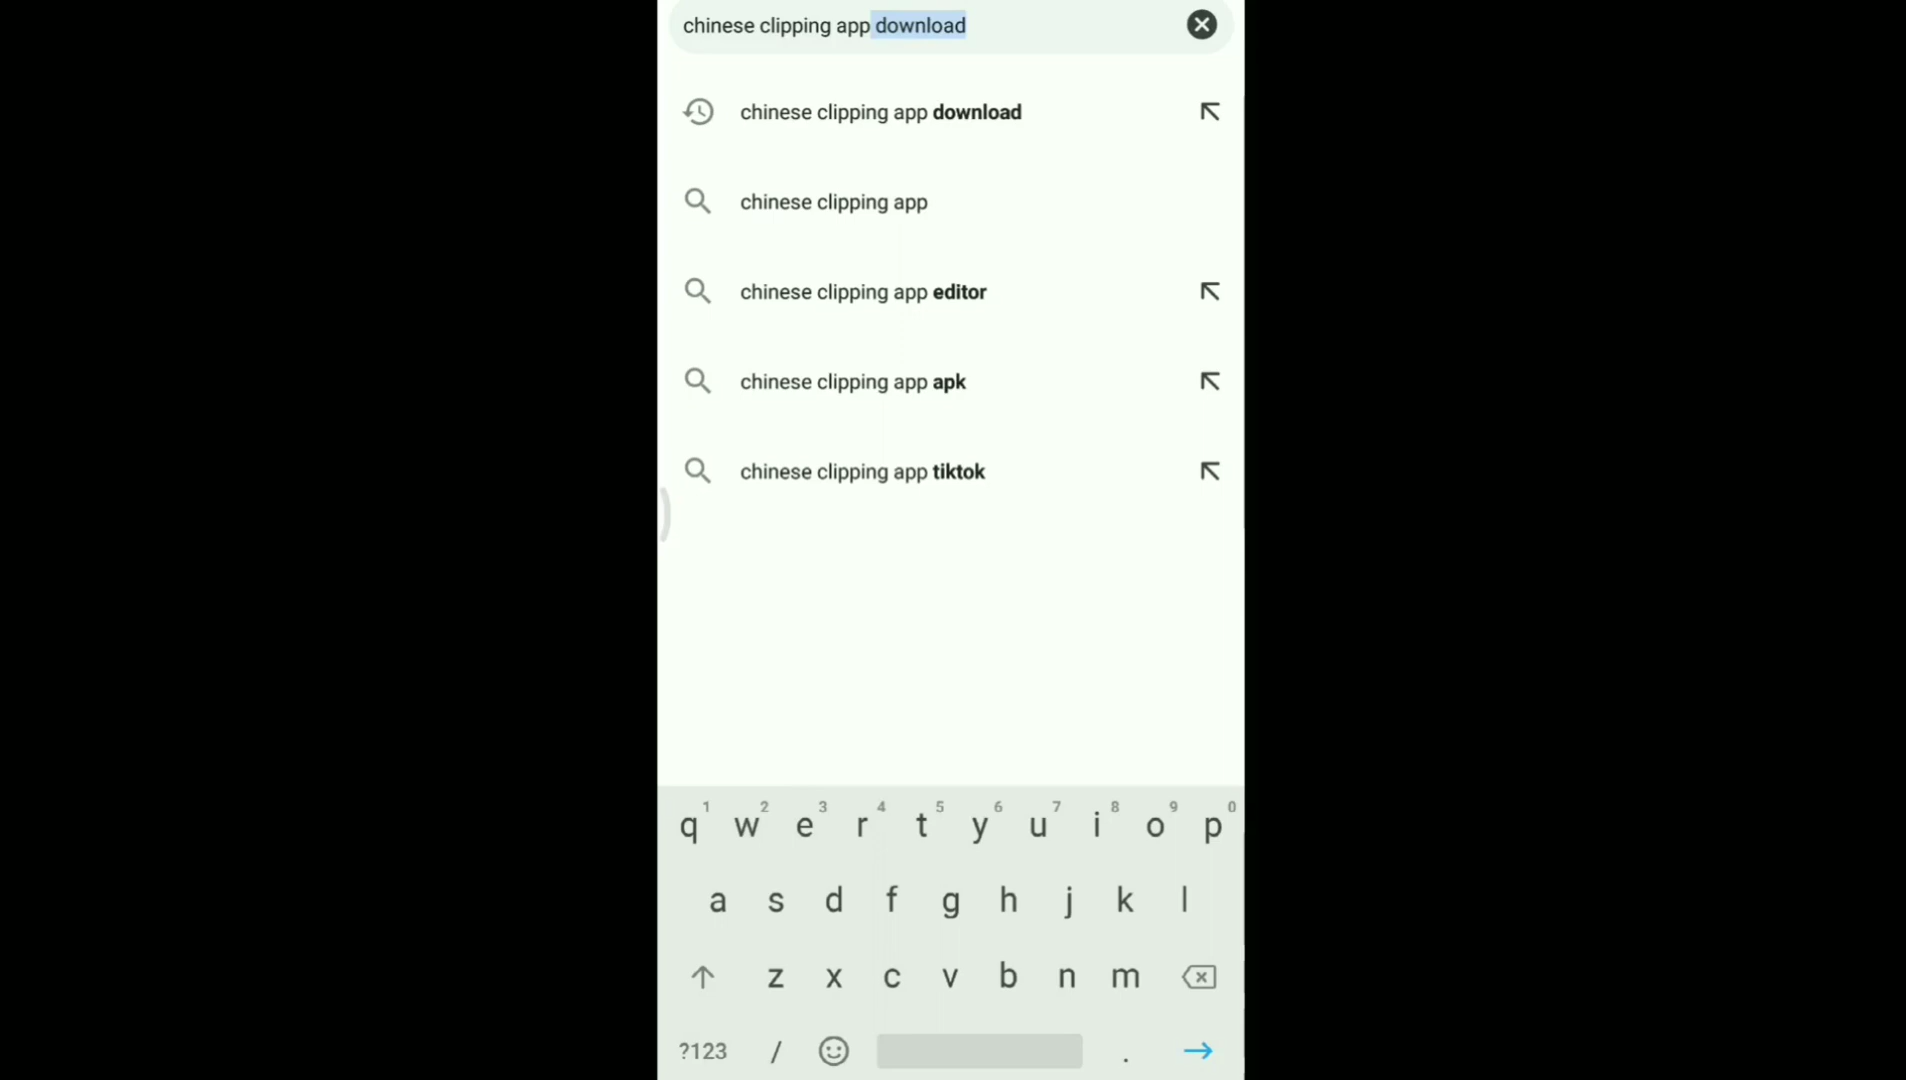 chinese clipping app download
chinese clipping app download
chinese clipping app
chinese clipping app editor
chinese clipping app apk
chinese clipping app tiktok
1 2 3 4 5 6 7 8 9 0
q w e r t y u i o p
a s d f g h j k l
z x c v b n m
?123 / .